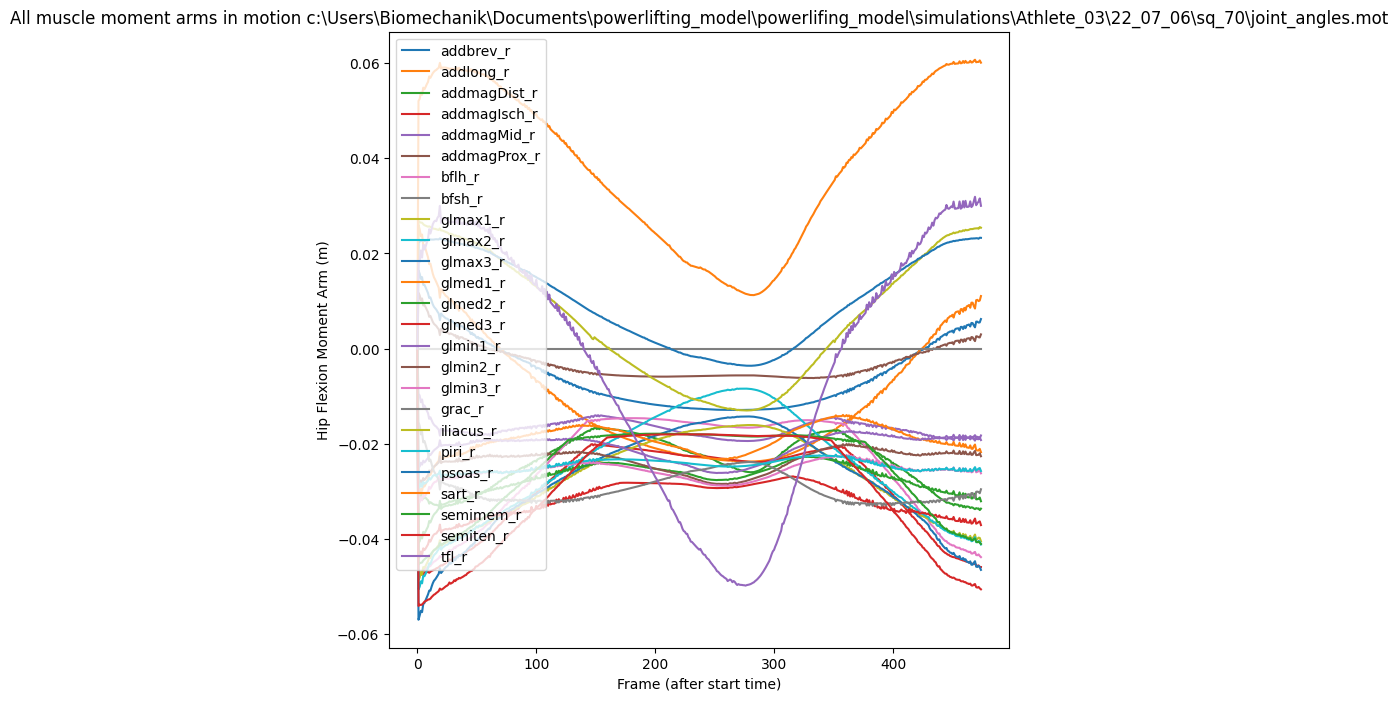 All muscle moment arms in motion c:\Users\Biomechanik\Documents\powerlifting_model\powerlifing_model\simulations\Athlete_03\22_07_06\sq_70\joint_angles.mot
0.06
0.04
0.02
0.00
−0.02
−0.04
−0.06
Hip Flexion Moment Arm (m)
addbrev_r
addlong_r
addmagDist_r
addmagIsch_r
addmagMid_r
addmagProx_r
bflh_r
bfsh_r
glmax1_r
glmax2_r
glmax3_r
glmed1_r
glmed2_r
glmed3_r
glmin1_r
glmin2_r
glmin3_r
grac_r
iliacus_r
piri_r
psoas_r
sart_r
semimem_r
semiten_r
tfl_r
0 100 200 300 400
Frame (after start time)